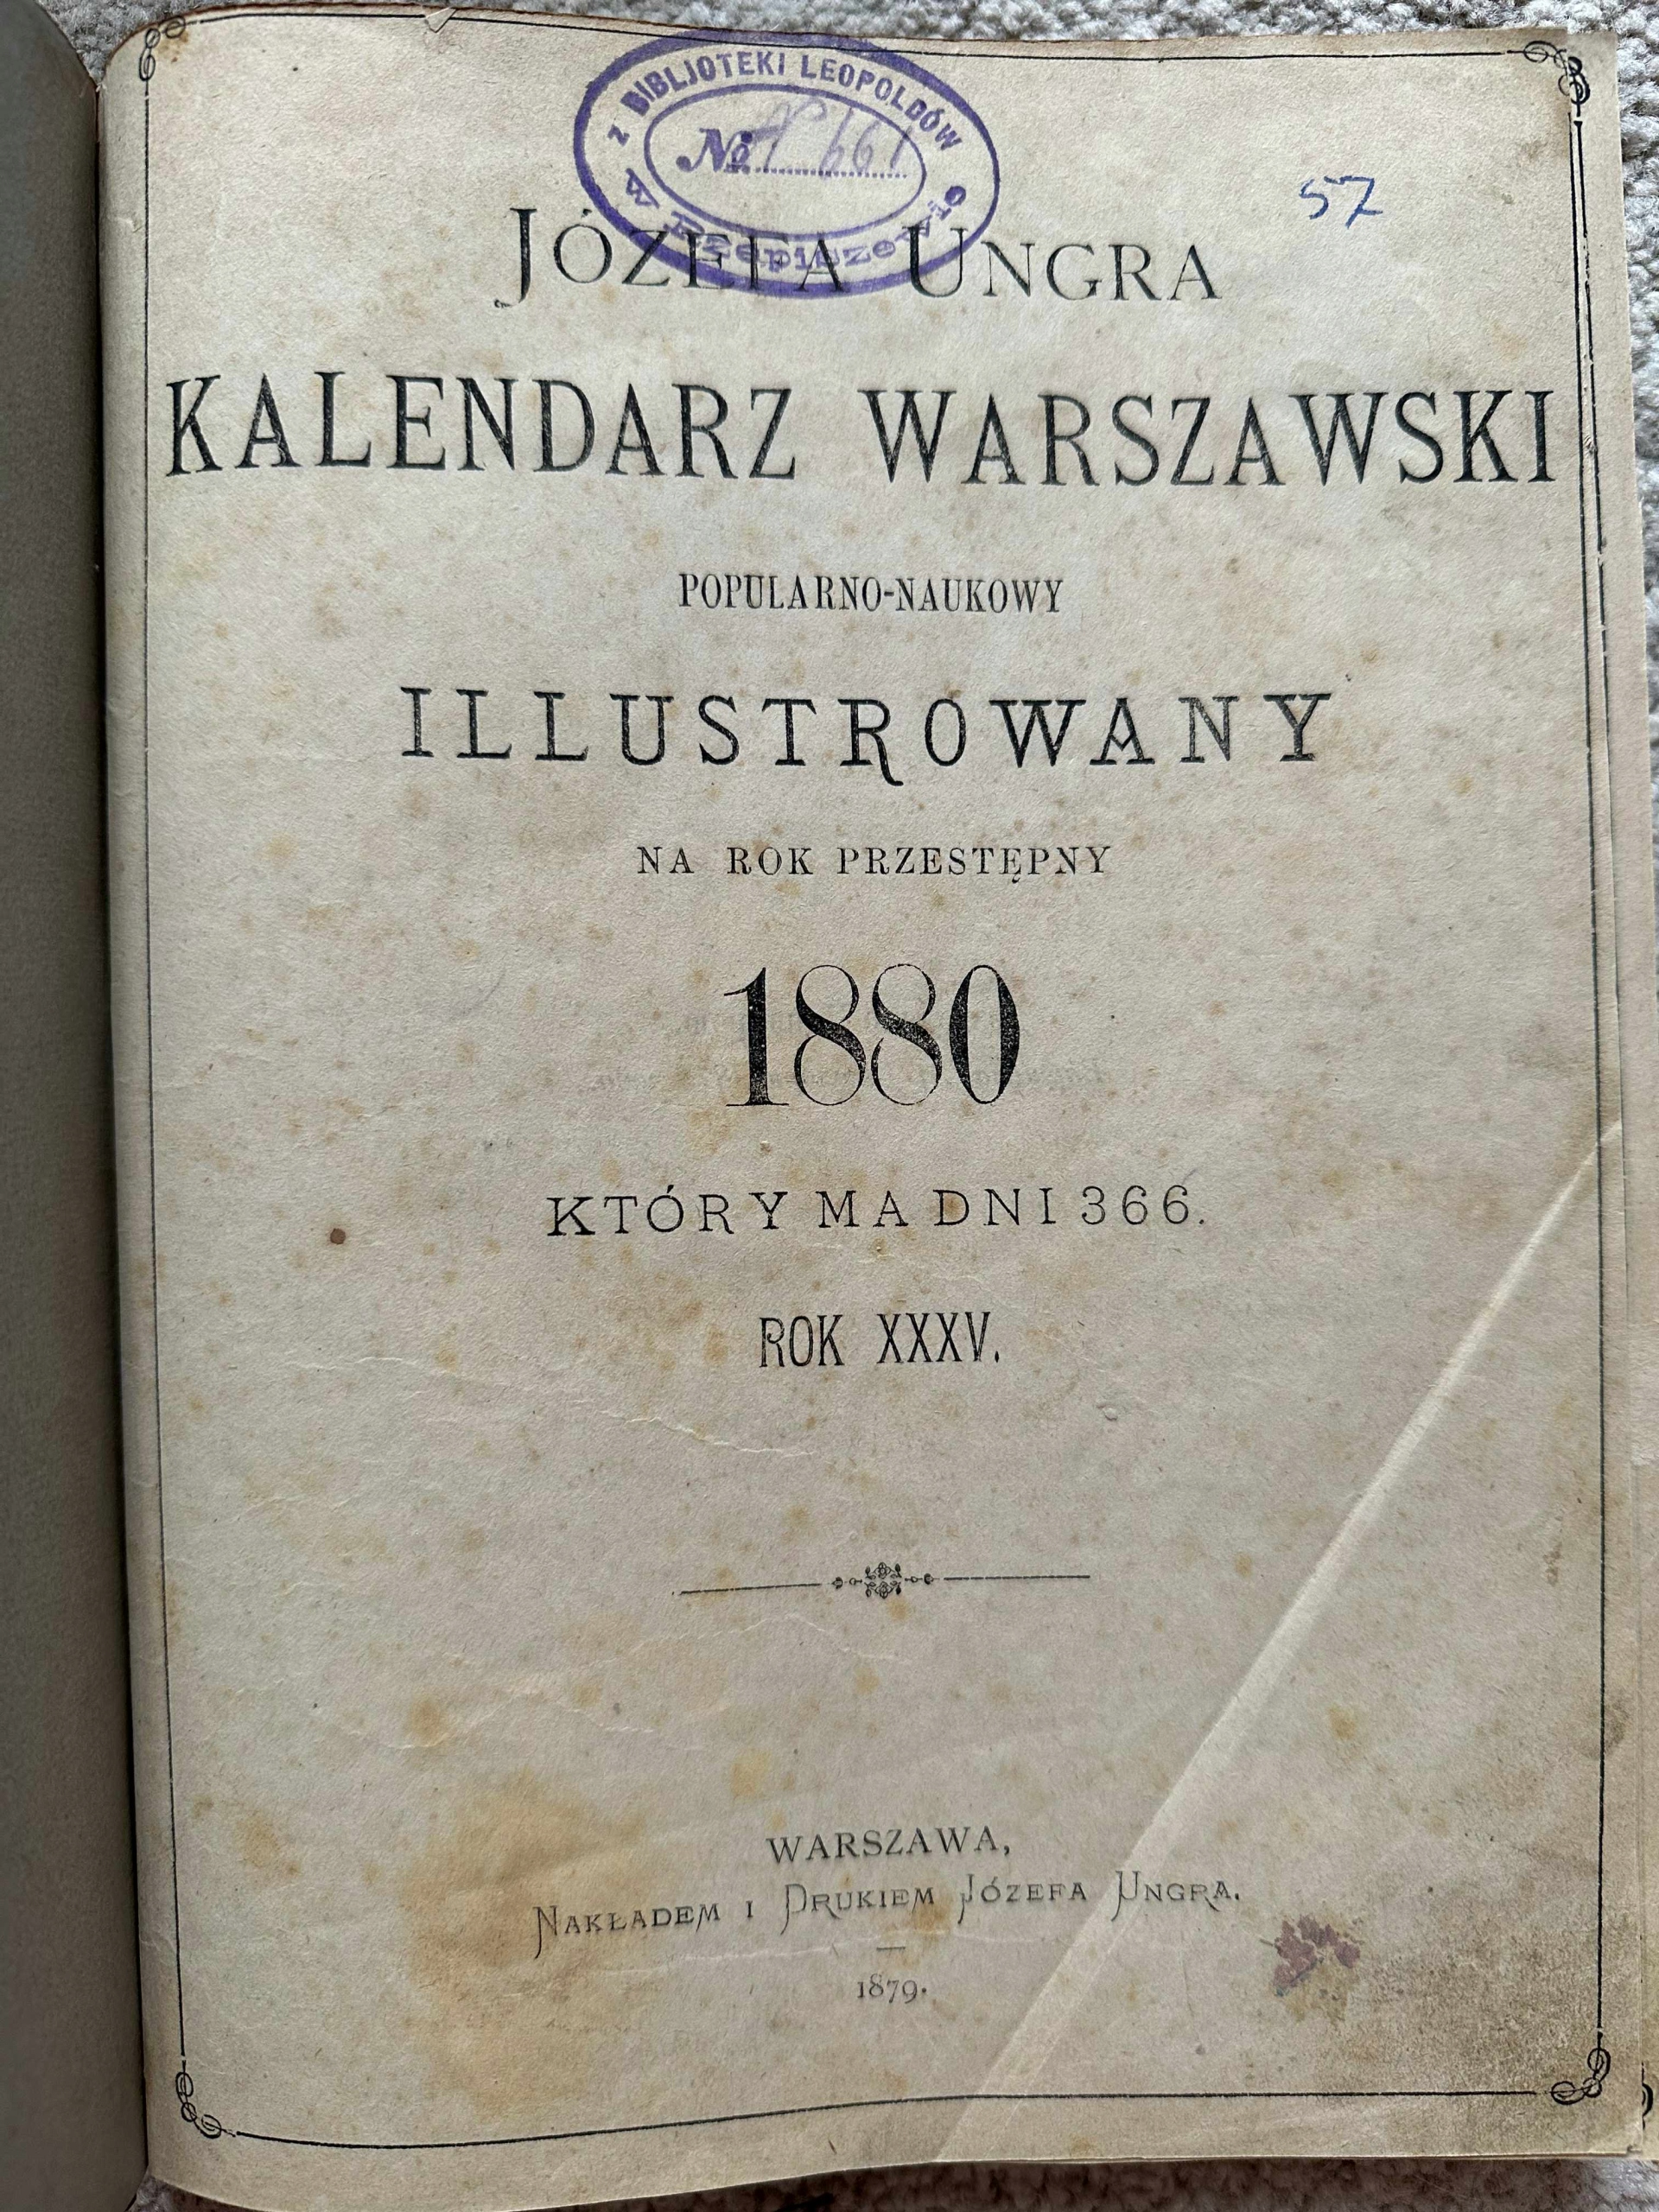 Z BIBLJOTEKI LEOPOLDÓW
№
w Rzepiszewie
57
JÓZEFA UNGRA
KALENDARZ WARSZAWSKI
POPULARNO-NAUKOWY
ILLUSTROWANY
NA ROK PRZESTĘPNY
1880
KTÓRY MA DNI 366.
ROK XXXV.
WARSZAWA,
NAKŁADEM I DRUKIEM JÓZEFA UNGRA.
1879.